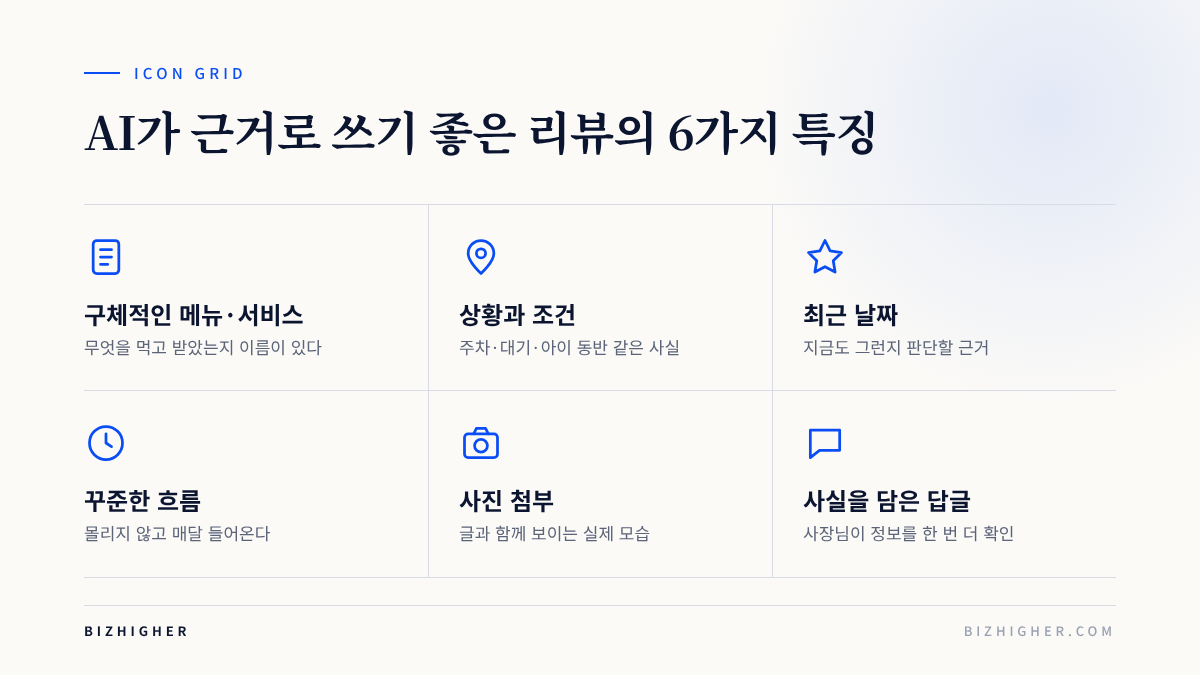 ICON GRID
AI가 근거로 쓰기 좋은 리뷰의 6가지 특징
구체적인 메뉴·서비스
무엇을 먹고 받았는지 이름이 있다
상황과 조건
주차·대기·아이 동반 같은 사실
최근 날짜
지금도 그런지 판단할 근거
꾸준한 흐름
몰리지 않고 매달 들어온다
사진 첨부
글과 함께 보이는 실제 모습
사실을 담은 답글
사장님이 정보를 한 번 더 확인
BIZHIGHER
BIZHIGHER.COM